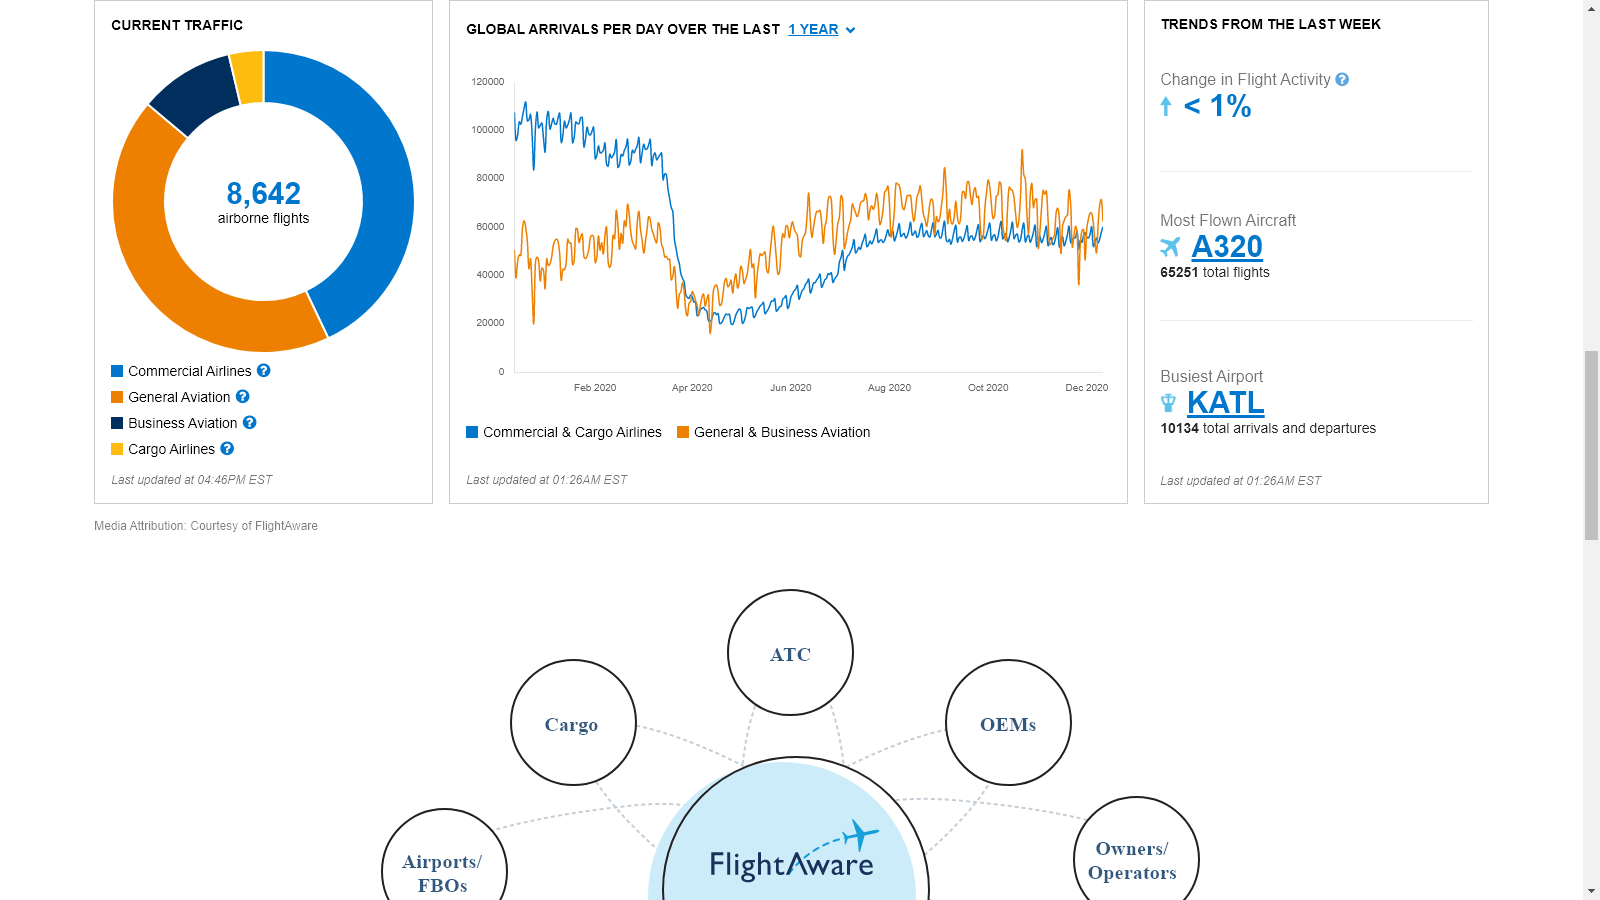 CURRENT TRAFFIC
8,642
airborne flights
Commercial Airlines
General Aviation
Business Aviation
Cargo Airlines
Last updated at 04:46PM EST
GLOBAL ARRIVALS PER DAY OVER THE LAST 1 YEAR
120000
100000
80000
60000
40000
20000
0
Feb 2020 Apr 2020 Jun 2020 Aug 2020 Oct 2020 Dec 2020
Commercial & Cargo Airlines General & Business Aviation
Last updated at 01:26AM EST
TRENDS FROM THE LAST WEEK
Change in Flight Activity
< 1%
Most Flown Aircraft
A320
65251 total flights
Busiest Airport
KATL
10134 total arrivals and departures
Last updated at 01:26AM EST
Media Attribution: Courtesy of FlightAware
ATC
Cargo
OEMs
Airports/
FBOs
FlightAware
Owners/
Operators